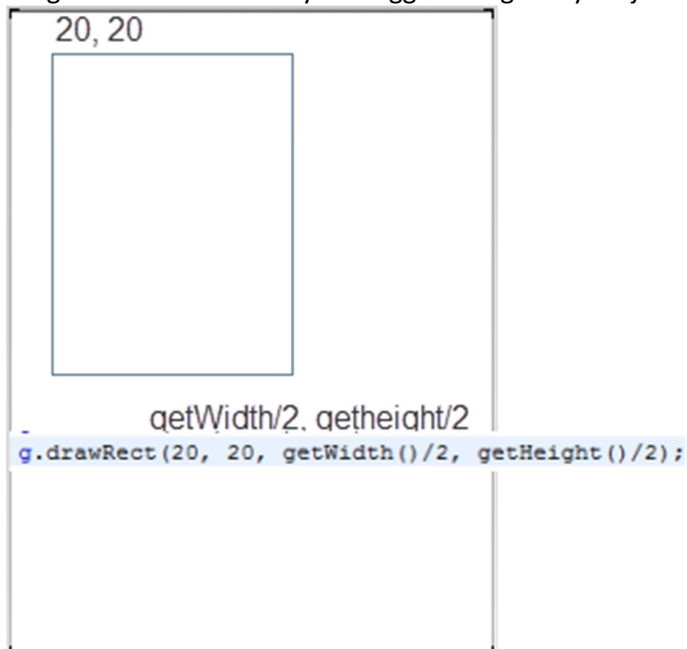 20, 20
getWidth/2, getheight/2
g.drawRect(20, 20, getWidth()/2, getHeight()/2);